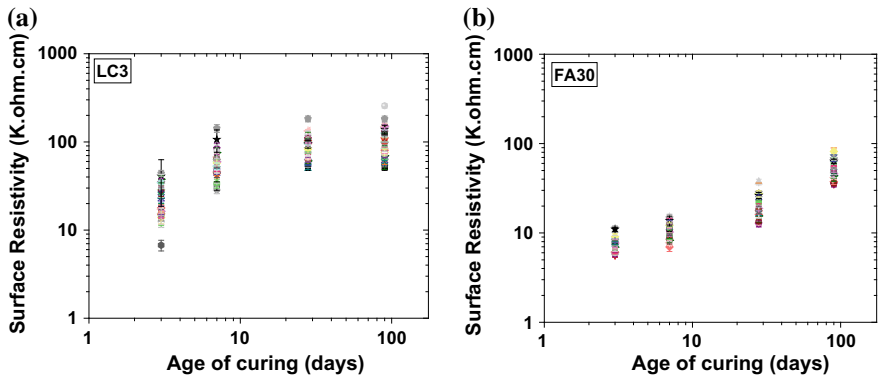 (a)
LC3
Surface Resistivity (K.ohm.cm)
1000
100
10
1
1 10 100
Age of curing (days)
(b)
FA30
Surface Resistivity (K.ohm.cm)
1000
100
10
1
1 10 100
Age of curing (days)